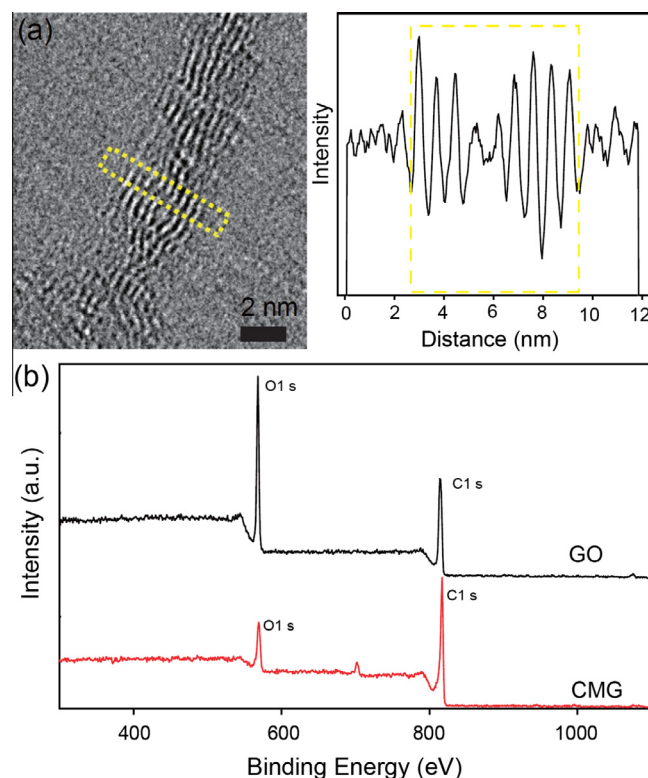 (a)
2 nm
Intensity
0 2 4 6 8 10 12
Distance (nm)
(b)
O1 s
C1 s
GO
O1 s
C1 s
CMG
Intensity (a.u.)
400 600 800 1000
Binding Energy (eV)